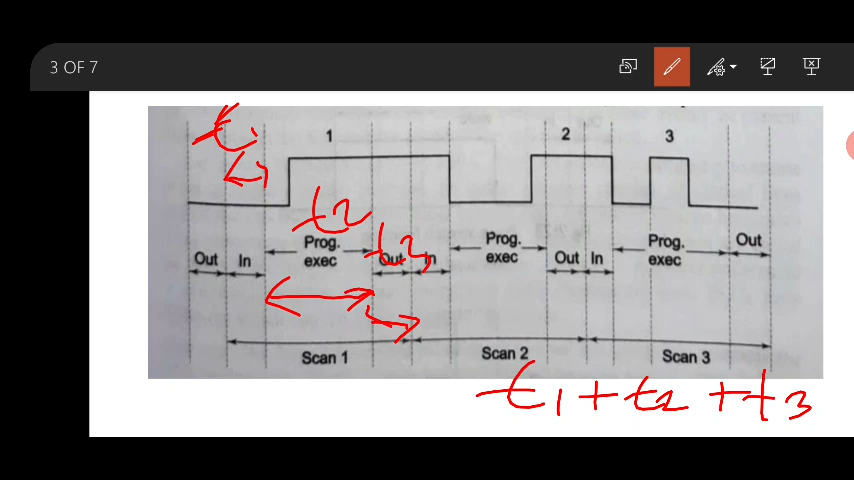 3 OF 7
t1
1 2 3
t2
t3
Prog. exec Prog. exec Prog. exec Out
Out In Out In Out In
Scan 1 Scan 2 Scan 3
t1 + t2 + t3